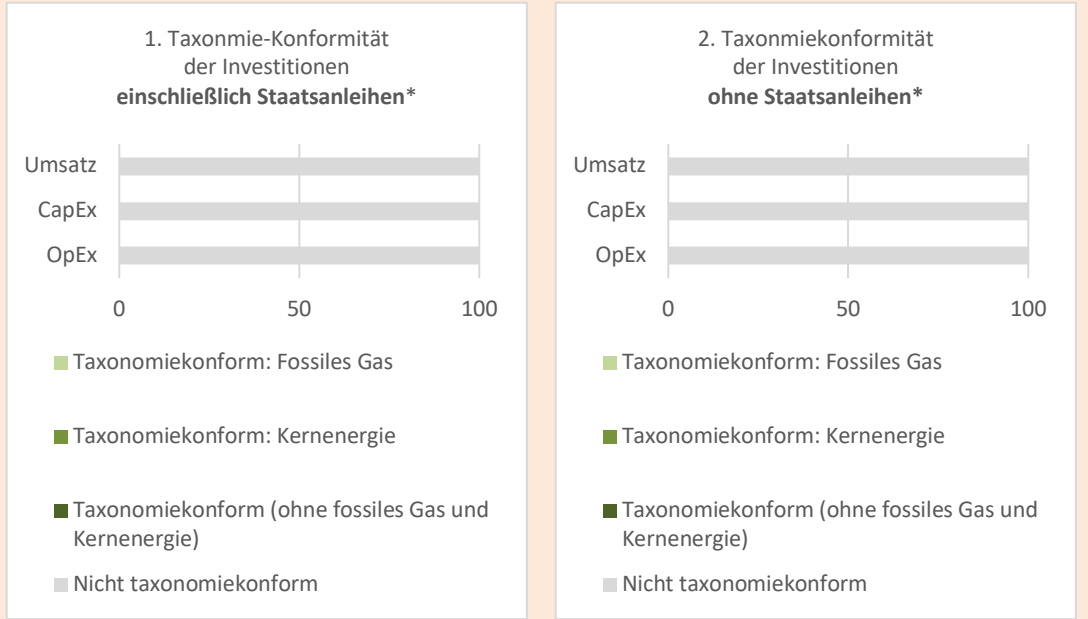 1. Taxonmie-Konformität
der Investitionen
einschließlich Staatsanleihen*
Umsatz
CapEx
OpEx
0 50 100
Taxonomiekonform: Fossiles Gas
Taxonomiekonform: Kernenergie
Taxonomiekonform (ohne fossiles Gas und
Kernenergie)
Nicht taxonomiekonform
2. Taxonmiekonformität
der Investitionen
ohne Staatsanleihen*
Umsatz
CapEx
OpEx
0 50 100
Taxonomiekonform: Fossiles Gas
Taxonomiekonform: Kernenergie
Taxonomiekonform (ohne fossiles Gas und
Kernenergie)
Nicht taxonomiekonform